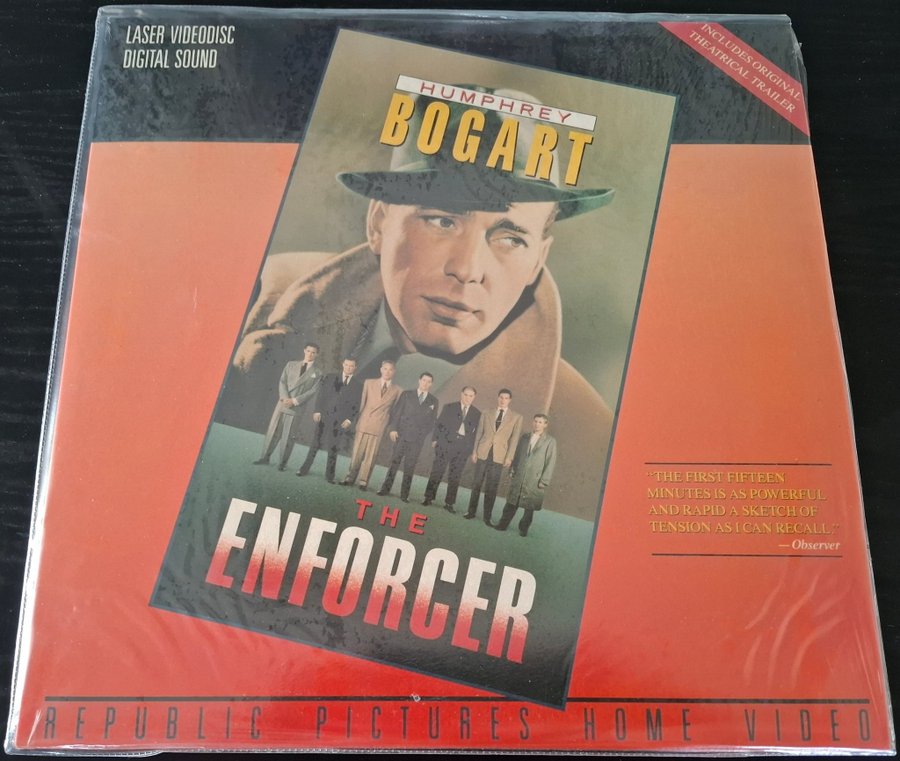 LASER VIDEODISC
DIGITAL SOUND
INCLUDES ORIGINAL
THEATRICAL TRAILER
HUMPHREY
BOGART
THE
ENFORCER
"THE FIRST FIFTEEN
MINUTES IS AS POWERFUL
AND RAPID A SKETCH OF
TENSION AS I CAN RECALL."
— Observer
REPUBLIC PICTURES HOME VIDEO